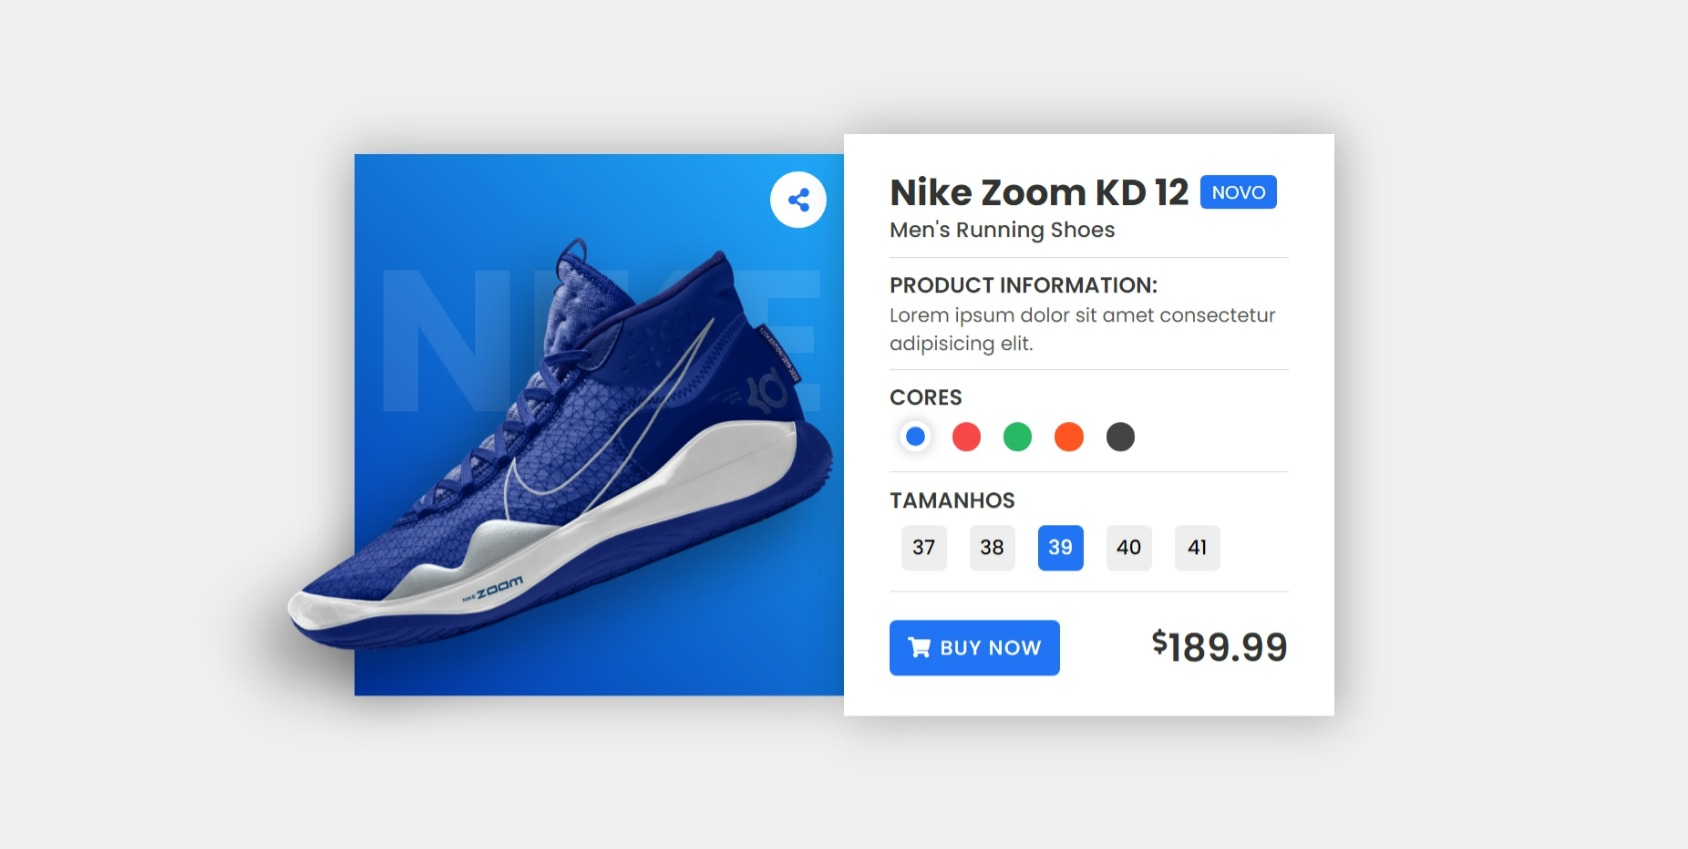 NIKE
NIKE ZOOM
Nike Zoom KD 12 NOVO
Men's Running Shoes
PRODUCT INFORMATION:
Lorem ipsum dolor sit amet consectetur
adipisicing elit.
CORES
TAMANHOS
37 38 39 40 41
BUY NOW $189.99